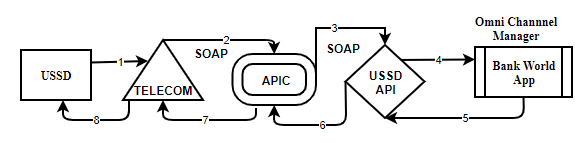 Omni Channnel
Manager
3
2
SOAP
SOAP
1
4
USSD
APIC
USSD
API
Bank World
App
TELECOM
8
7
6
5